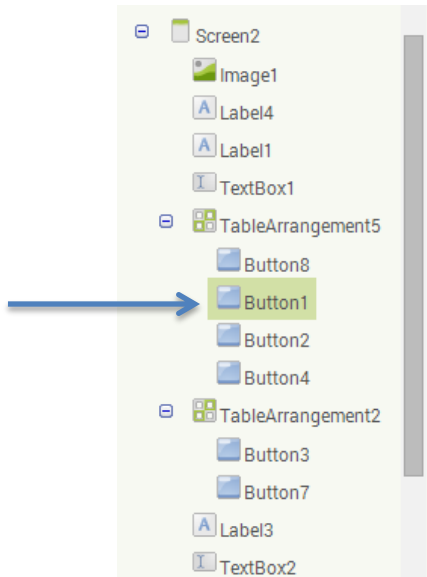 Screen2
Image1
Label4
Label1
TextBox1
TableArrangement5
Button8
Button1
Button2
Button4
TableArrangement2
Button3
Button7
Label3
TextBox2